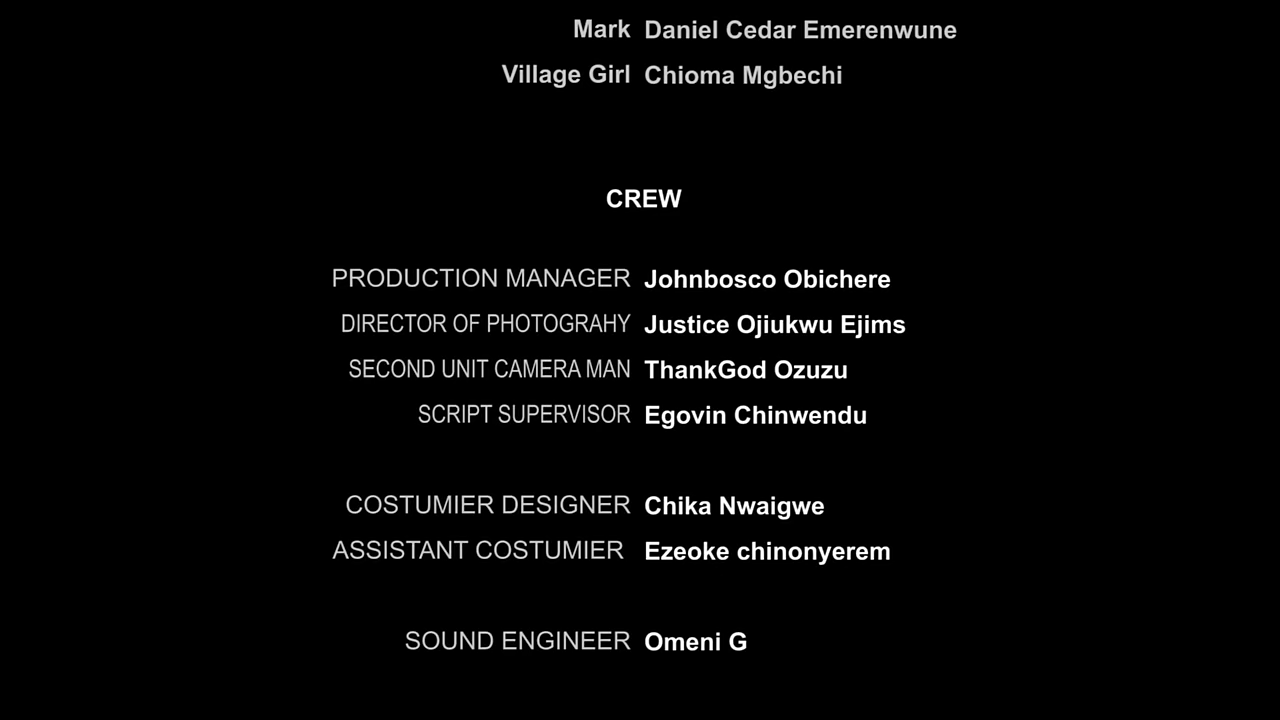 Mark Daniel Cedar Emerenwune
Village Girl Chioma Mgbechi
CREW
PRODUCTION MANAGER Johnbosco Obichere
DIRECTOR OF PHOTOGRAHY Justice Ojiukwu Ejims
SECOND UNIT CAMERA MAN ThankGod Ozuzu
SCRIPT SUPERVISOR Egovin Chinwendu
COSTUMIER DESIGNER Chika Nwaigwe
ASSISTANT COSTUMIER Ezeoke chinonyerem
SOUND ENGINEER Omeni G